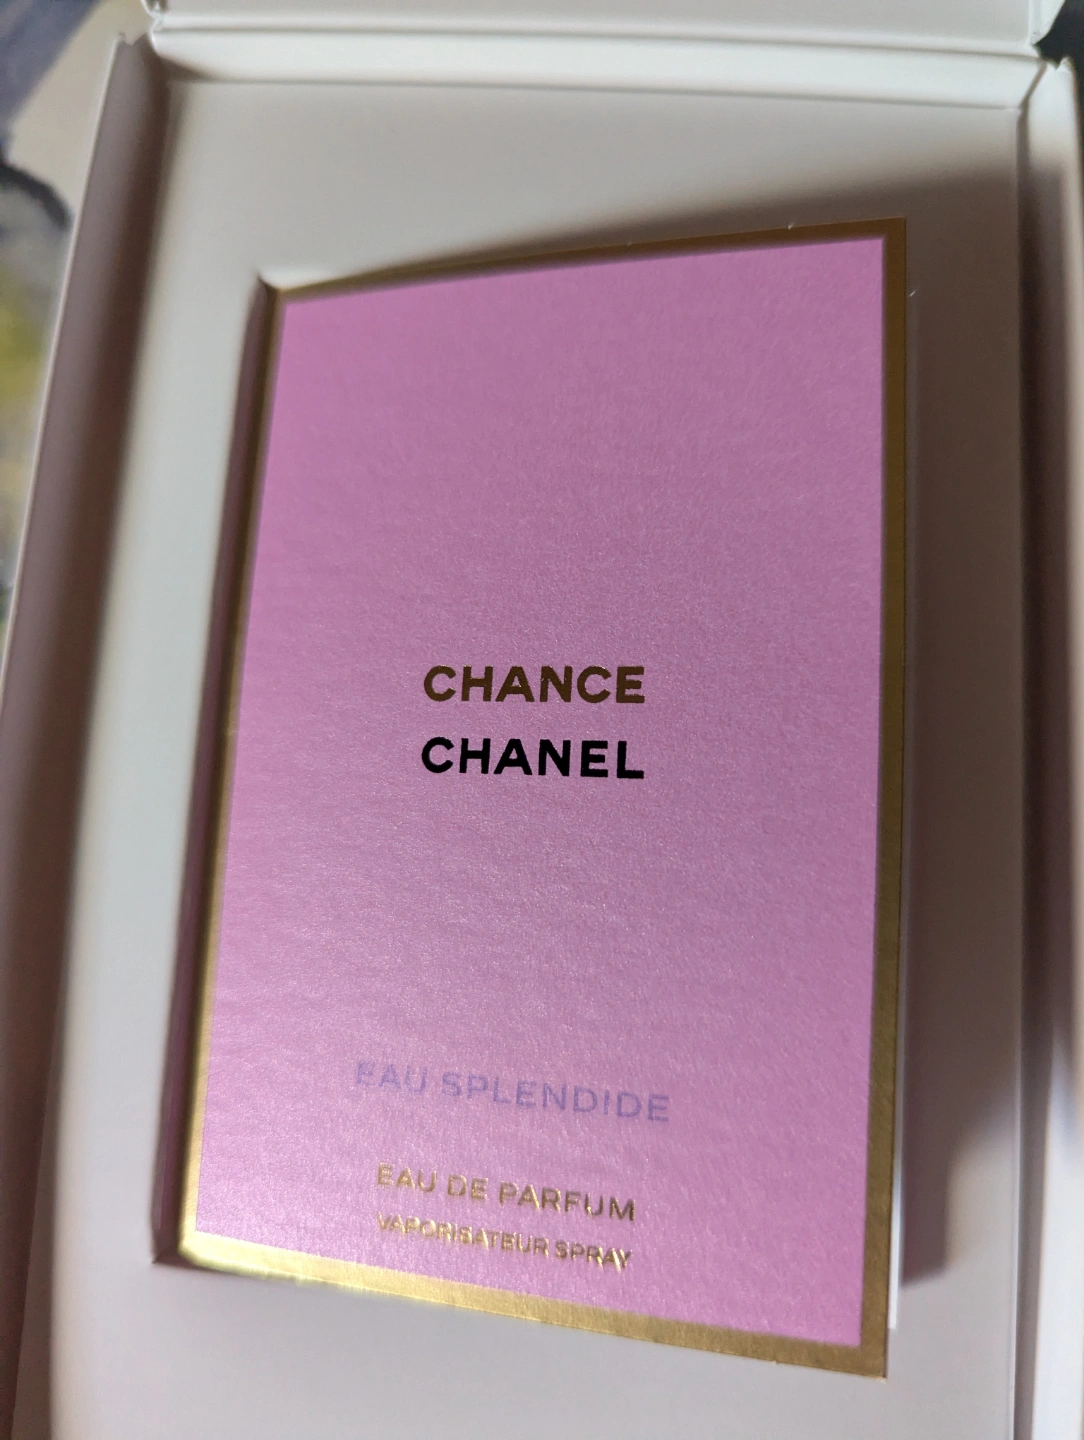 CHANCE
CHANEL
EAU SPLENDIDE
EAU DE PARFUM
VAPORISATEUR SPRAY